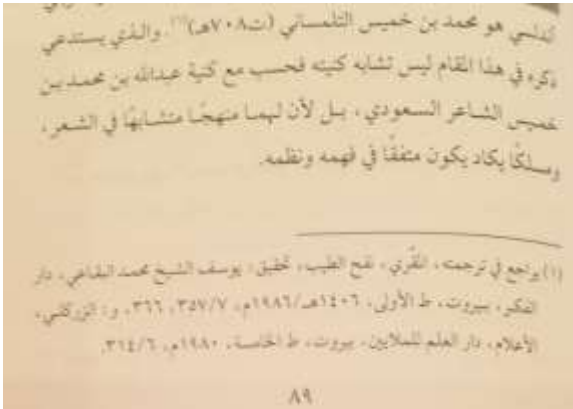 أندلسي هو محمد بن خميس التلمساني (ت٧٠٨هـ)(١). والذي يستدعي
ذكره في هذا المقام ليس تشابه كنيته فحسب مع كنية عبدالله بن محمد بن
خميس الشاعر السعودي، بل لأن لهما منهجًا متشابهًا في الشعر،
ومسلكًا يكاد يكون متفقًا في فهمه ونظمه.
(١) يراجع في ترجمته، المقّري، نفح الطيب، تحقيق: يوسف الشيخ محمد البقاعي، دار
الفكر، بيروت، ط الأولى، ١٤٠٦هـ/١٩٨٦م، ٣٥٧/٧، ٣٦٦، و: الزركلي،
الأعلام، دار العلم للملايين، بيروت، ط الخامسة، ١٩٨٠م، ٣١٤/٦.
٨٩